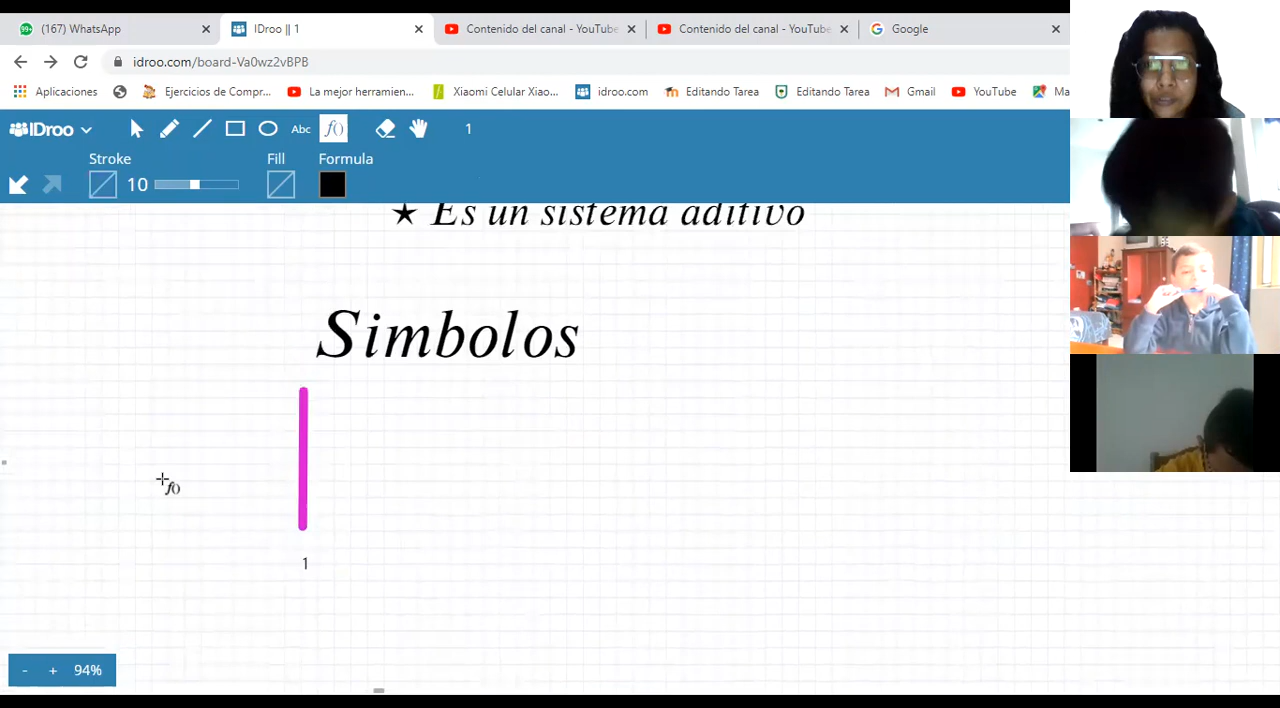 99+ (167) WhatsApp
IDroo || 1
Contenido del canal - YouTube
Contenido del canal - YouTube
Google
idroo.com/board-Va0wz2vBPB
Aplicaciones
Ejercicios de Compr...
La mejor herramien...
Xiaomi Celular Xiao...
idroo.com
Editando Tarea
Editando Tarea
Gmail
YouTube
Ma
IDroo
Abc
f()
1
Stroke
Fill
Formula
10
★ Es un sistema aditivo
Simbolos
f()
1
- + 94%